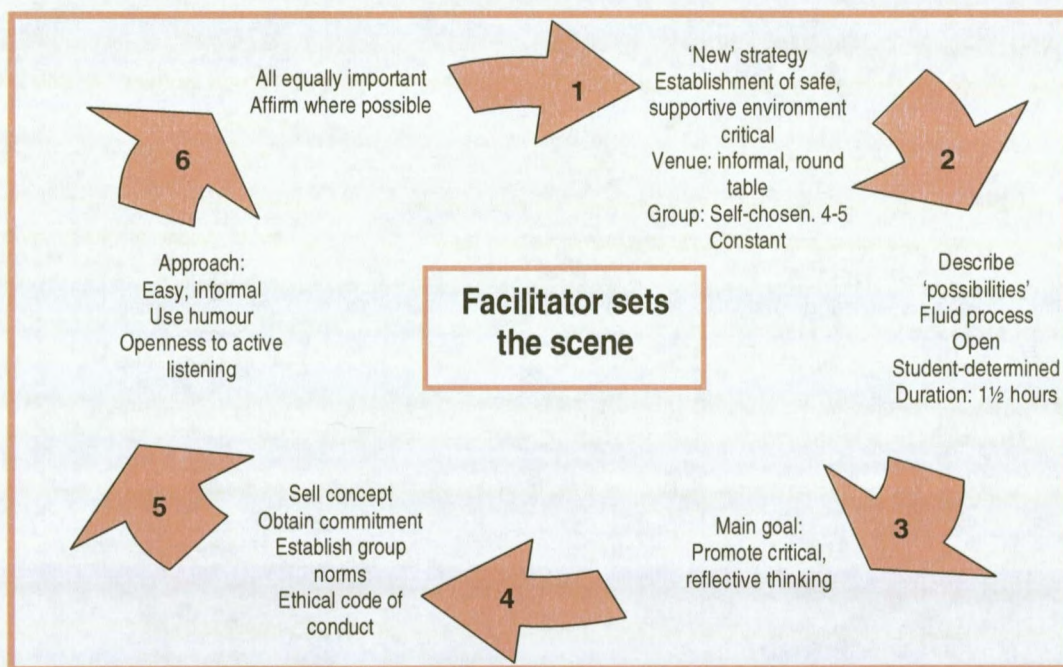 All equally important
Affirm where possible
1
'New' strategy
Establishment of safe,
supportive environment
critical
Venue: informal, round
table
Group: Self-chosen. 4-5
Constant
2
Describe
'possibilities'
Fluid process
Open
Student-determined
Duration: 1½ hours
3
Main goal:
Promote critical,
reflective thinking
4
Sell concept
Obtain commitment
Establish group
norms
Ethical code of
conduct
5
Approach:
Easy, informal
Use humour
Openness to active
listening
6
Facilitator sets
the scene